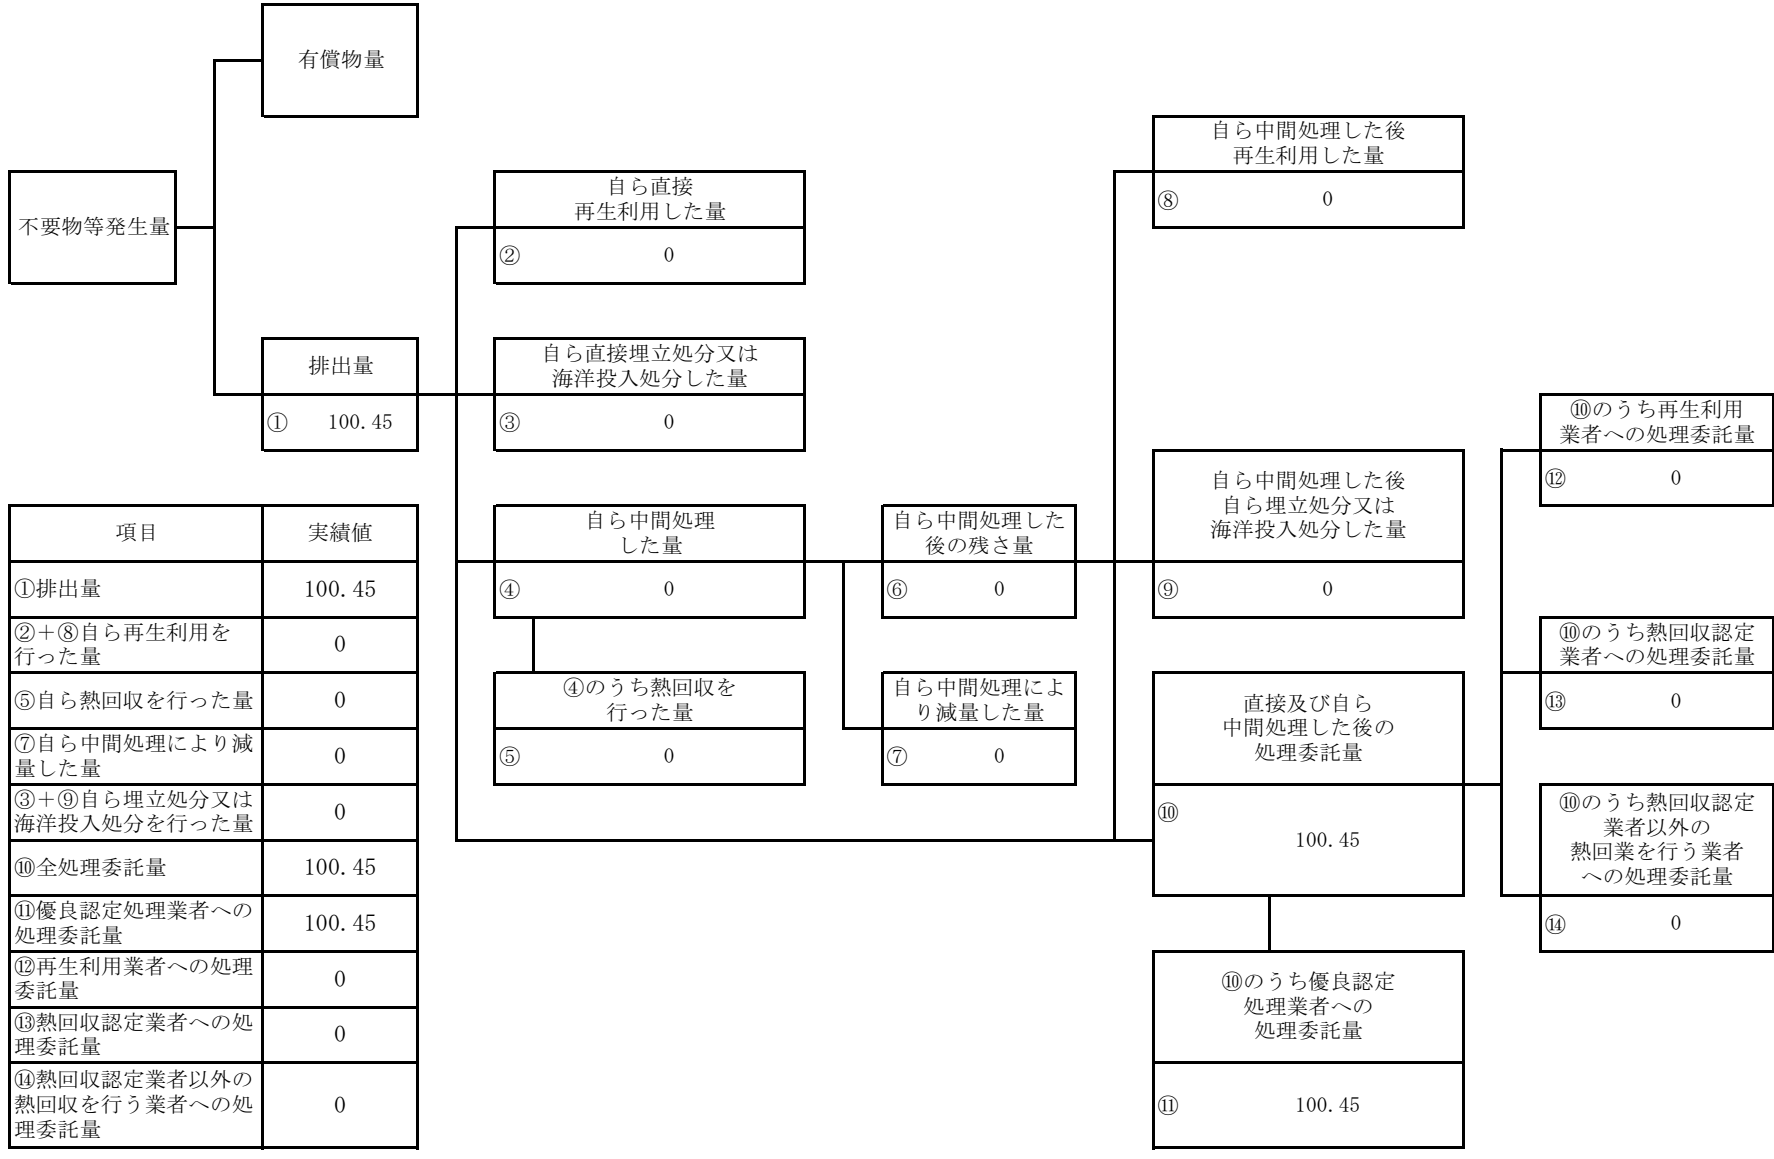 有償物量
不要物等発生量
排出量
① 100.45
自ら直接
再生利用した量
② 0
自ら直接埋立処分又は
海洋投入処分した量
③ 0
自ら中間処理
した量
④ 0
④のうち熱回収を
行った量
⑤ 0
自ら中間処理した
後の残さ量
⑥ 0
自ら中間処理によ
り減量した量
⑦ 0
自ら中間処理した後
再生利用した量
⑧ 0
自ら中間処理した後
自ら埋立処分又は
海洋投入処分した量
⑨ 0
直接及び自ら
中間処理した後の
処理委託量
⑩
100.45
⑩のうち優良認定
処理業者への
処理委託量
⑪ 100.45
⑩のうち再生利用
業者への処理委託量
⑫ 0
⑩のうち熱回収認定
業者への処理委託量
⑬ 0
⑩のうち熱回収認定
業者以外の
熱回業を行う業者
への処理委託量
⑭ 0
項目 実績値
①排出量 100.45
②＋⑧自ら再生利用を
行った量 0
⑤自ら熱回収を行った量 0
⑦自ら中間処理により減
量した量 0
③＋⑨自ら埋立処分又は
海洋投入処分を行った量 0
⑩全処理委託量 100.45
⑪優良認定処理業者への
処理委託量 100.45
⑫再生利用業者への処理
委託量 0
⑬熱回収認定業者への処
理委託量 0
⑭熱回収認定業者以外の
熱回収を行う業者への処
理委託量 0